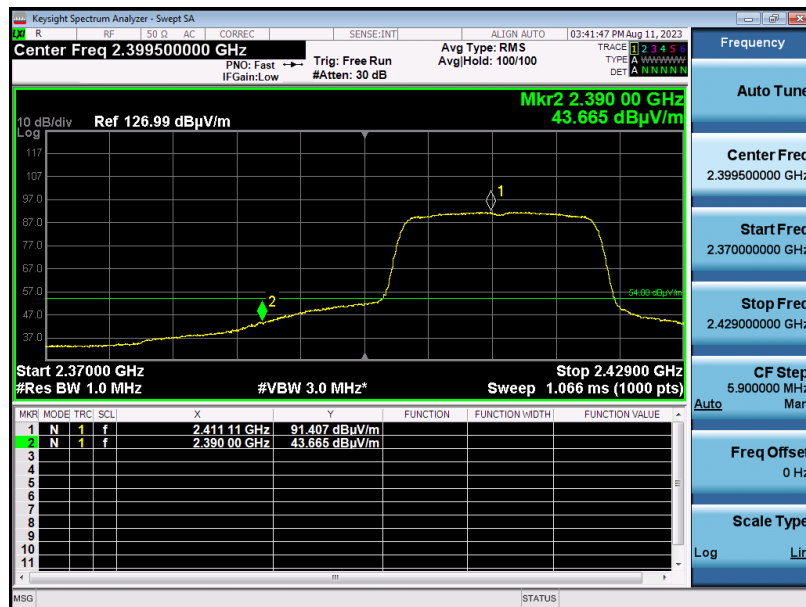 Keysight Spectrum Analyzer - Swept SA
LXI R RF 50 Ω AC CORREC SENSE:INT ALIGN AUTO 03:41:47 PM Aug 11, 2023
Center Freq 2.399500000 GHz
PNO: Fast
IFGain:Low
Trig: Free Run
#Atten: 30 dB
Avg Type: RMS
Avg|Hold: 100/100
TRACE 1 2 3 4 5 6
TYPE A WWWWW
DET A N N N N N
Mkr2 2.390 00 GHz
43.665 dBµV/m
10 dB/div Ref 126.99 dBµV/m
Log
117
107
97.0
87.0
77.0
67.0
57.0
47.0
37.0
1
2
54.00 dBµV/m
Start 2.37000 GHz Stop 2.42900 GHz
#Res BW 1.0 MHz #VBW 3.0 MHz* Sweep 1.066 ms (1000 pts)
MKR MODE TRC SCL X Y FUNCTION FUNCTION WIDTH FUNCTION VALUE
1 N 1 f 2.411 11 GHz 91.407 dBµV/m
2 N 1 f 2.390 00 GHz 43.665 dBµV/m
3
4
5
6
7
8
9
10
11
MSG STATUS
Frequency
Auto Tune
Center Freq
2.399500000 GHz
Start Freq
2.370000000 GHz
Stop Freq
2.429000000 GHz
CF Step
5.900000 MHz
Auto Man
Freq Offset
0 Hz
Scale Type
Log Lin